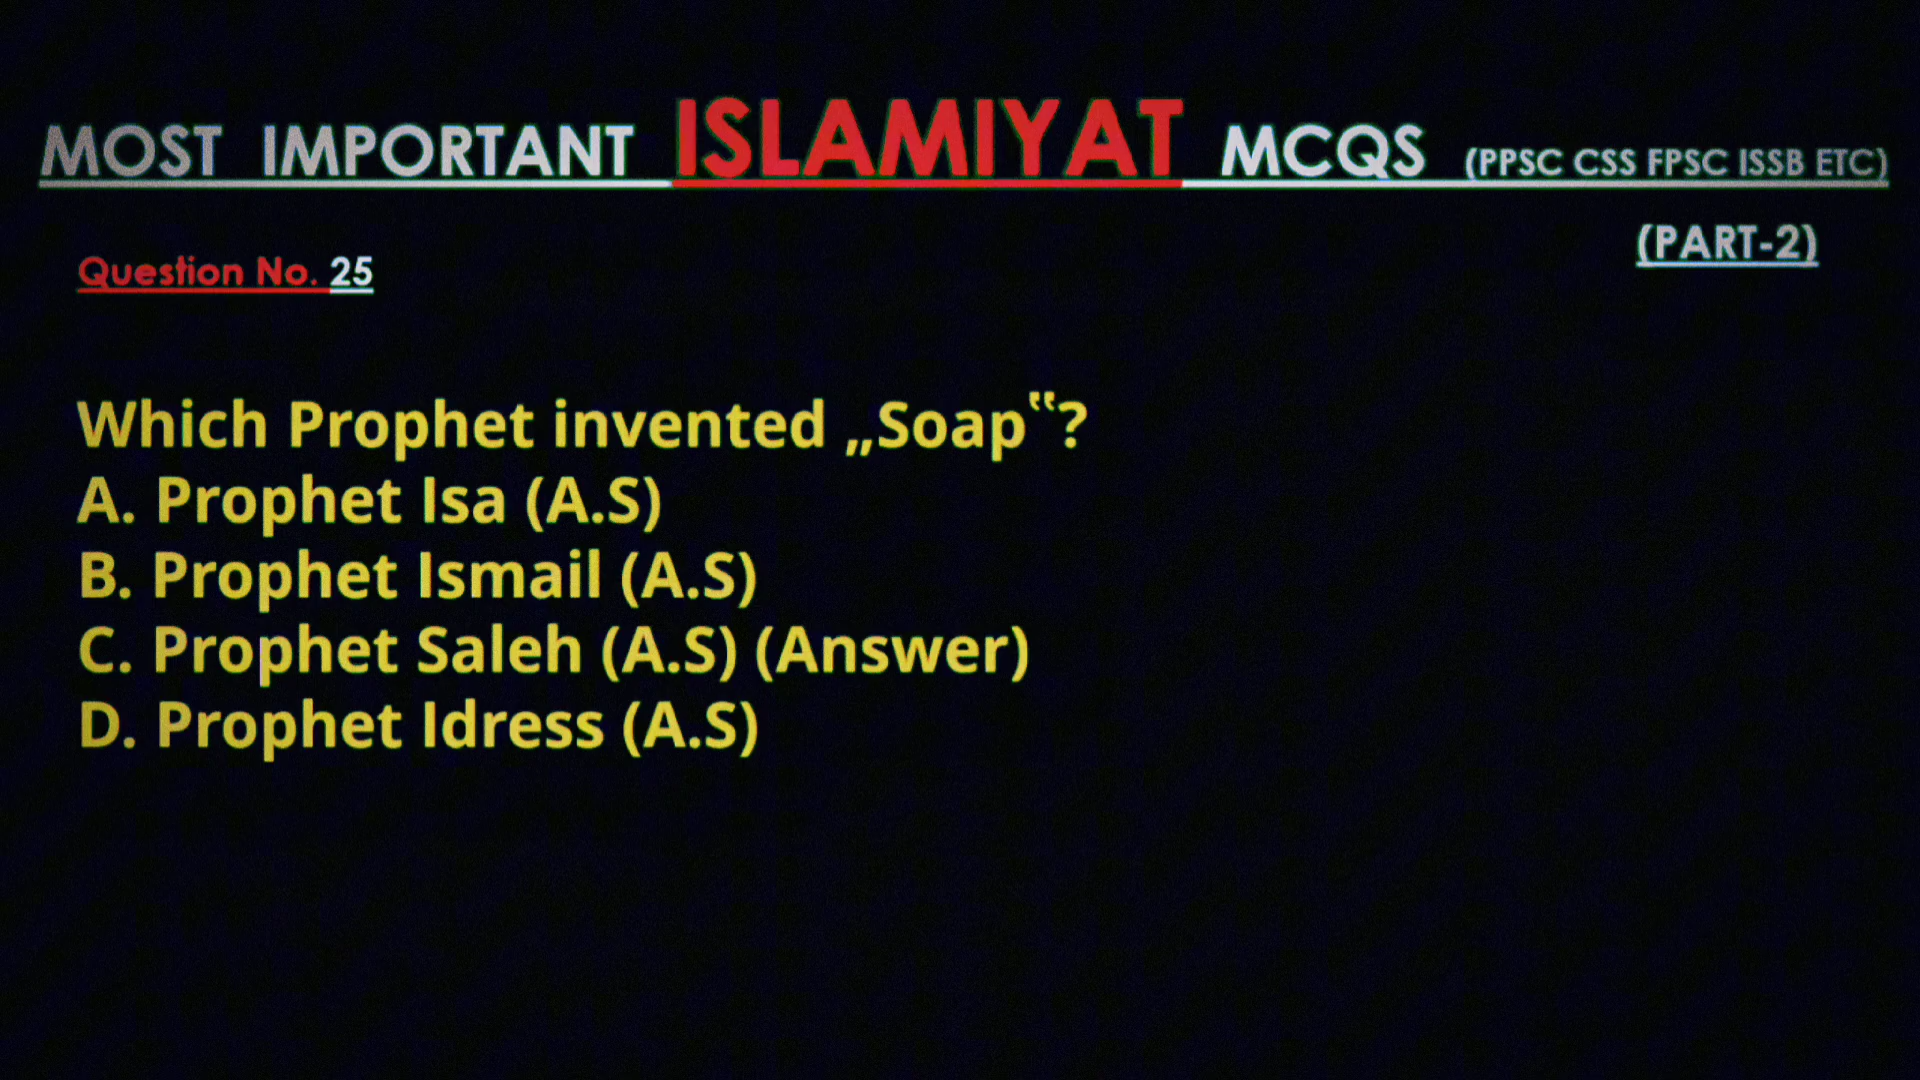 MOST IMPORTANT ISLAMIYAT MCQS (PPSC CSS FPSC ISSB ETC)
(PART-2)
Question No. 25
Which Prophet invented „Soap‟?
A. Prophet Isa (A.S)
B. Prophet Ismail (A.S)
C. Prophet Saleh (A.S) (Answer)
D. Prophet Idress (A.S)